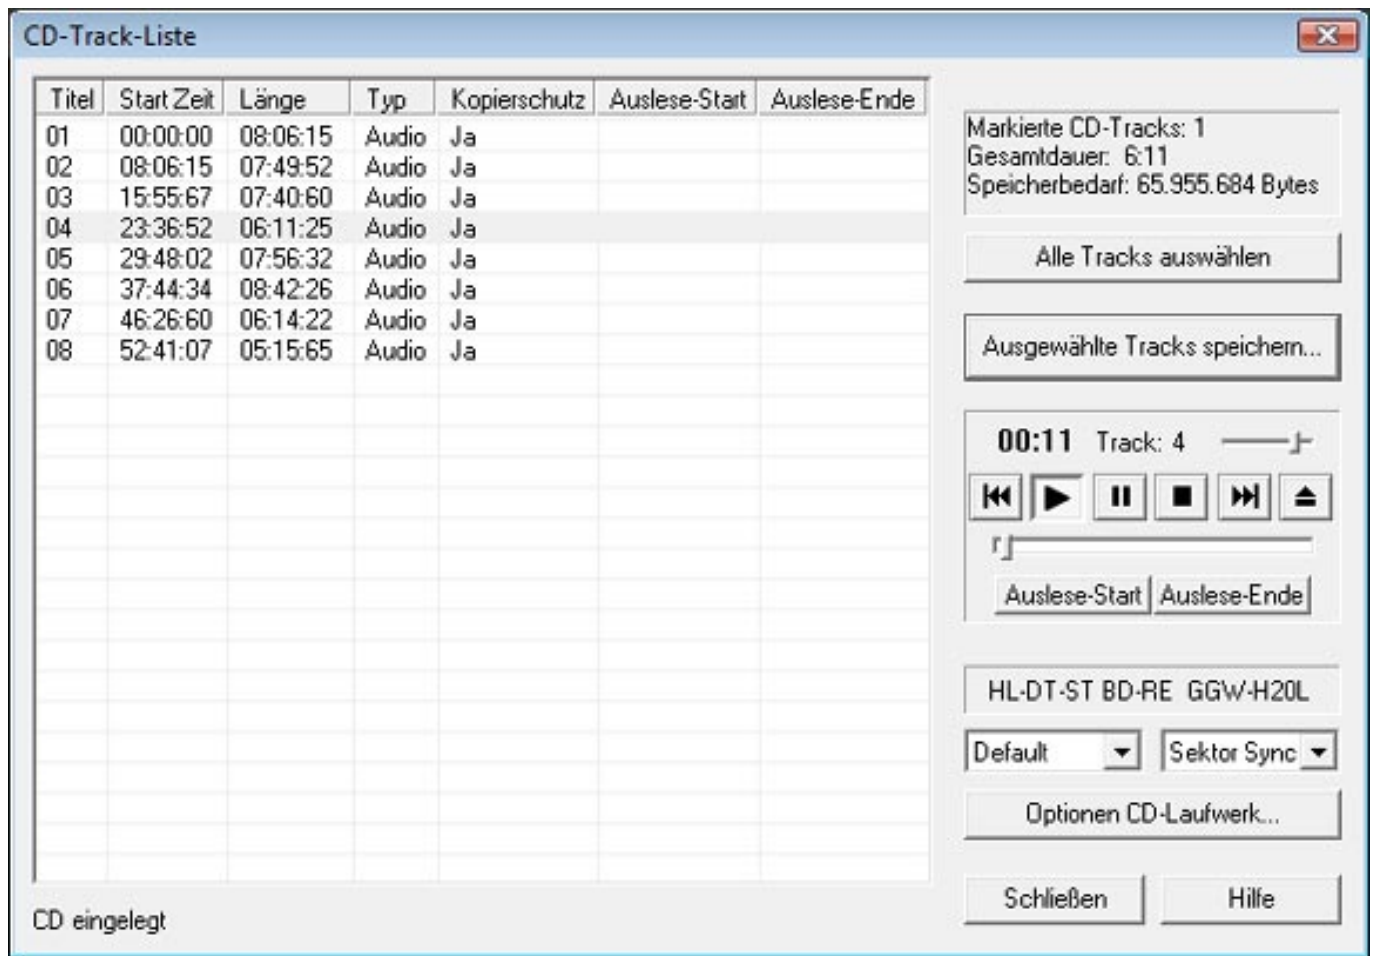 CD-Track-Liste
Titel Start Zeit Länge Typ Kopierschutz Auslese-Start Auslese-Ende
01 00:00:00 08:06:15 Audio Ja
02 08:06:15 07:49:52 Audio Ja
03 15:55:67 07:40:60 Audio Ja
04 23:36:52 06:11:25 Audio Ja
05 29:48:02 07:56:32 Audio Ja
06 37:44:34 08:42:26 Audio Ja
07 46:26:60 06:14:22 Audio Ja
08 52:41:07 05:15:65 Audio Ja
CD eingelegt
Markierte CD-Tracks: 1
Gesamtdauer: 6:11
Speicherbedarf: 65.955.684 Bytes
Alle Tracks auswählen
Ausgewählte Tracks speichern...
00:11 Track: 4
Auslese-Start Auslese-Ende
HL-DT-ST BD-RE GGW-H20L
Default Sektor Sync
Optionen CD-Laufwerk...
Schließen Hilfe